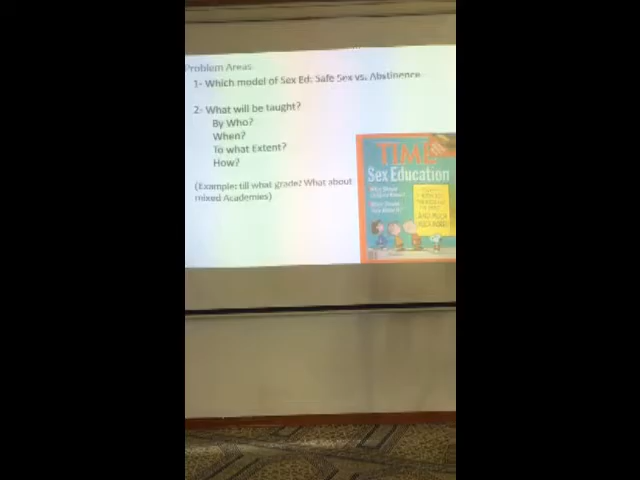 Problem Areas
1- Which model of Sex Ed: Safe Sex vs. Abstinence
2- What will be taught?
By Who?
When?
To what Extent?
How?
(Example: till what grade? What about
mixed Academies)
TIME
Sex Education